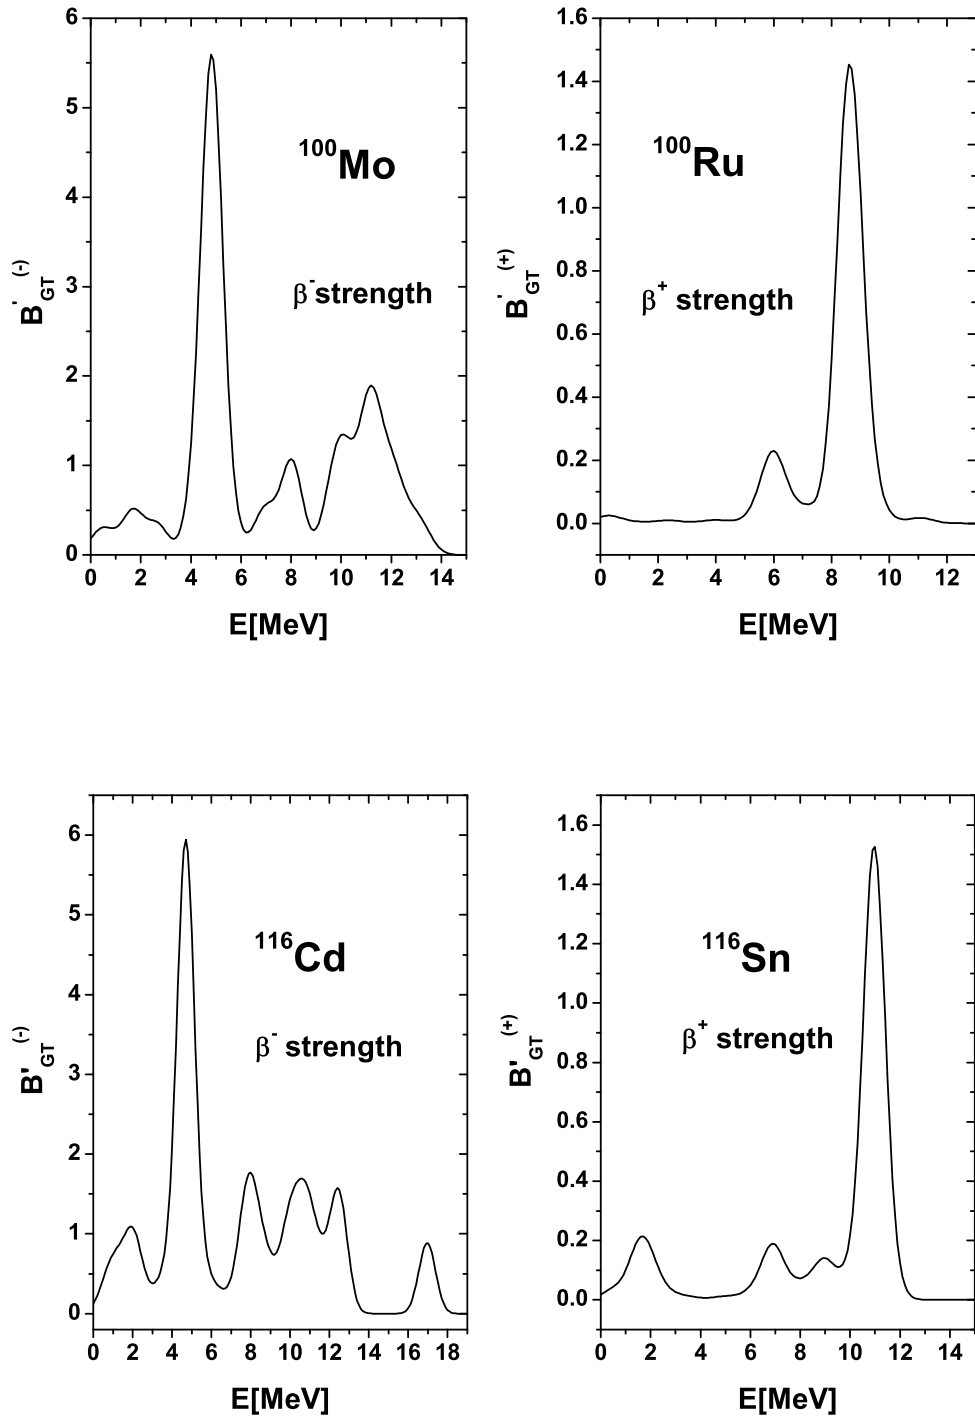 6
5
4
3
2
1
0
0 2 4 6 8 10 12 14
B'GT(-)
E[MeV]
100Mo
β-strength
1.6
1.4
1.2
1.0
0.8
0.6
0.4
0.2
0.0
0 2 4 6 8 10 12
B'GT(+)
E[MeV]
100Ru
β+ strength
6
5
4
3
2
1
0
0 2 4 6 8 10 12 14 16 18
B'GT(-)
E[MeV]
116Cd
β- strength
1.6
1.4
1.2
1.0
0.8
0.6
0.4
0.2
0.0
0 2 4 6 8 10 12 14
B'GT(+)
E[MeV]
116Sn
β+ strength